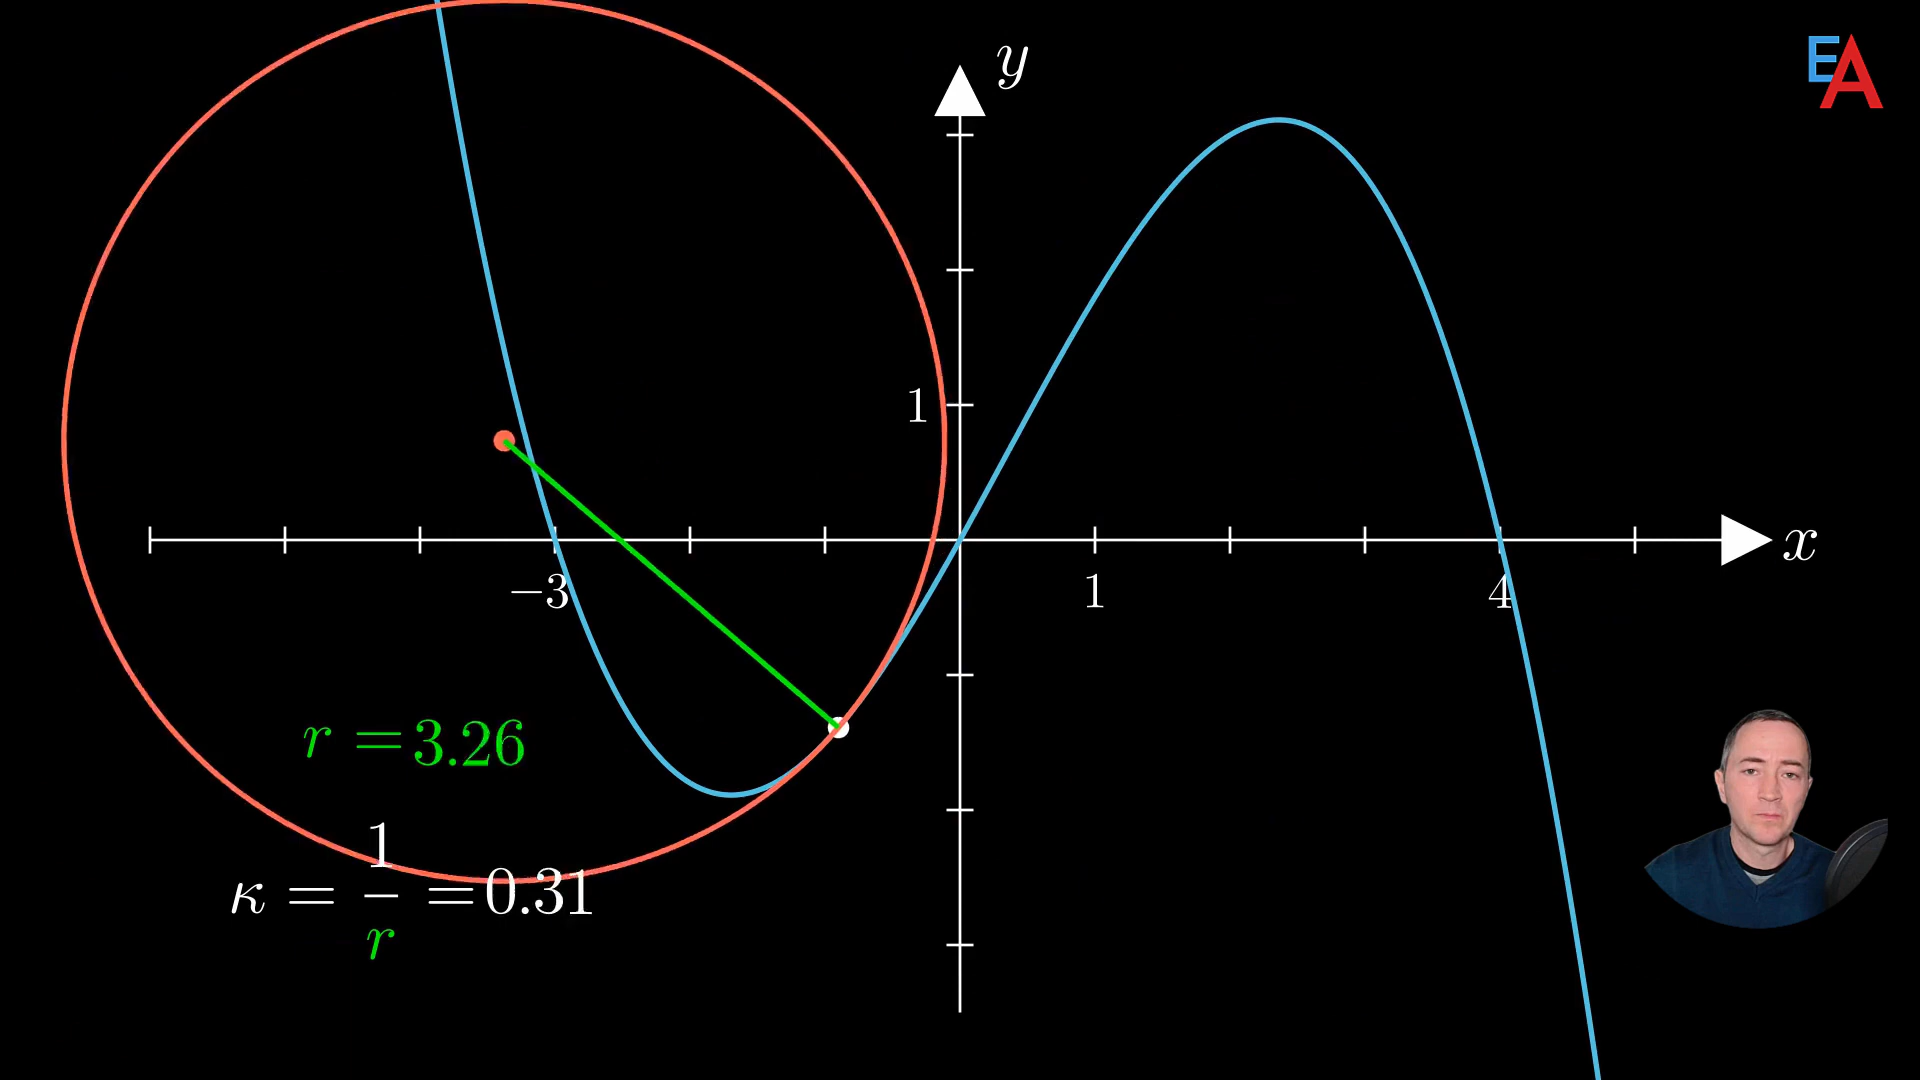 y
EA
1
x
−3 1 4
r = 3.26
κ = 1/r = 0.31